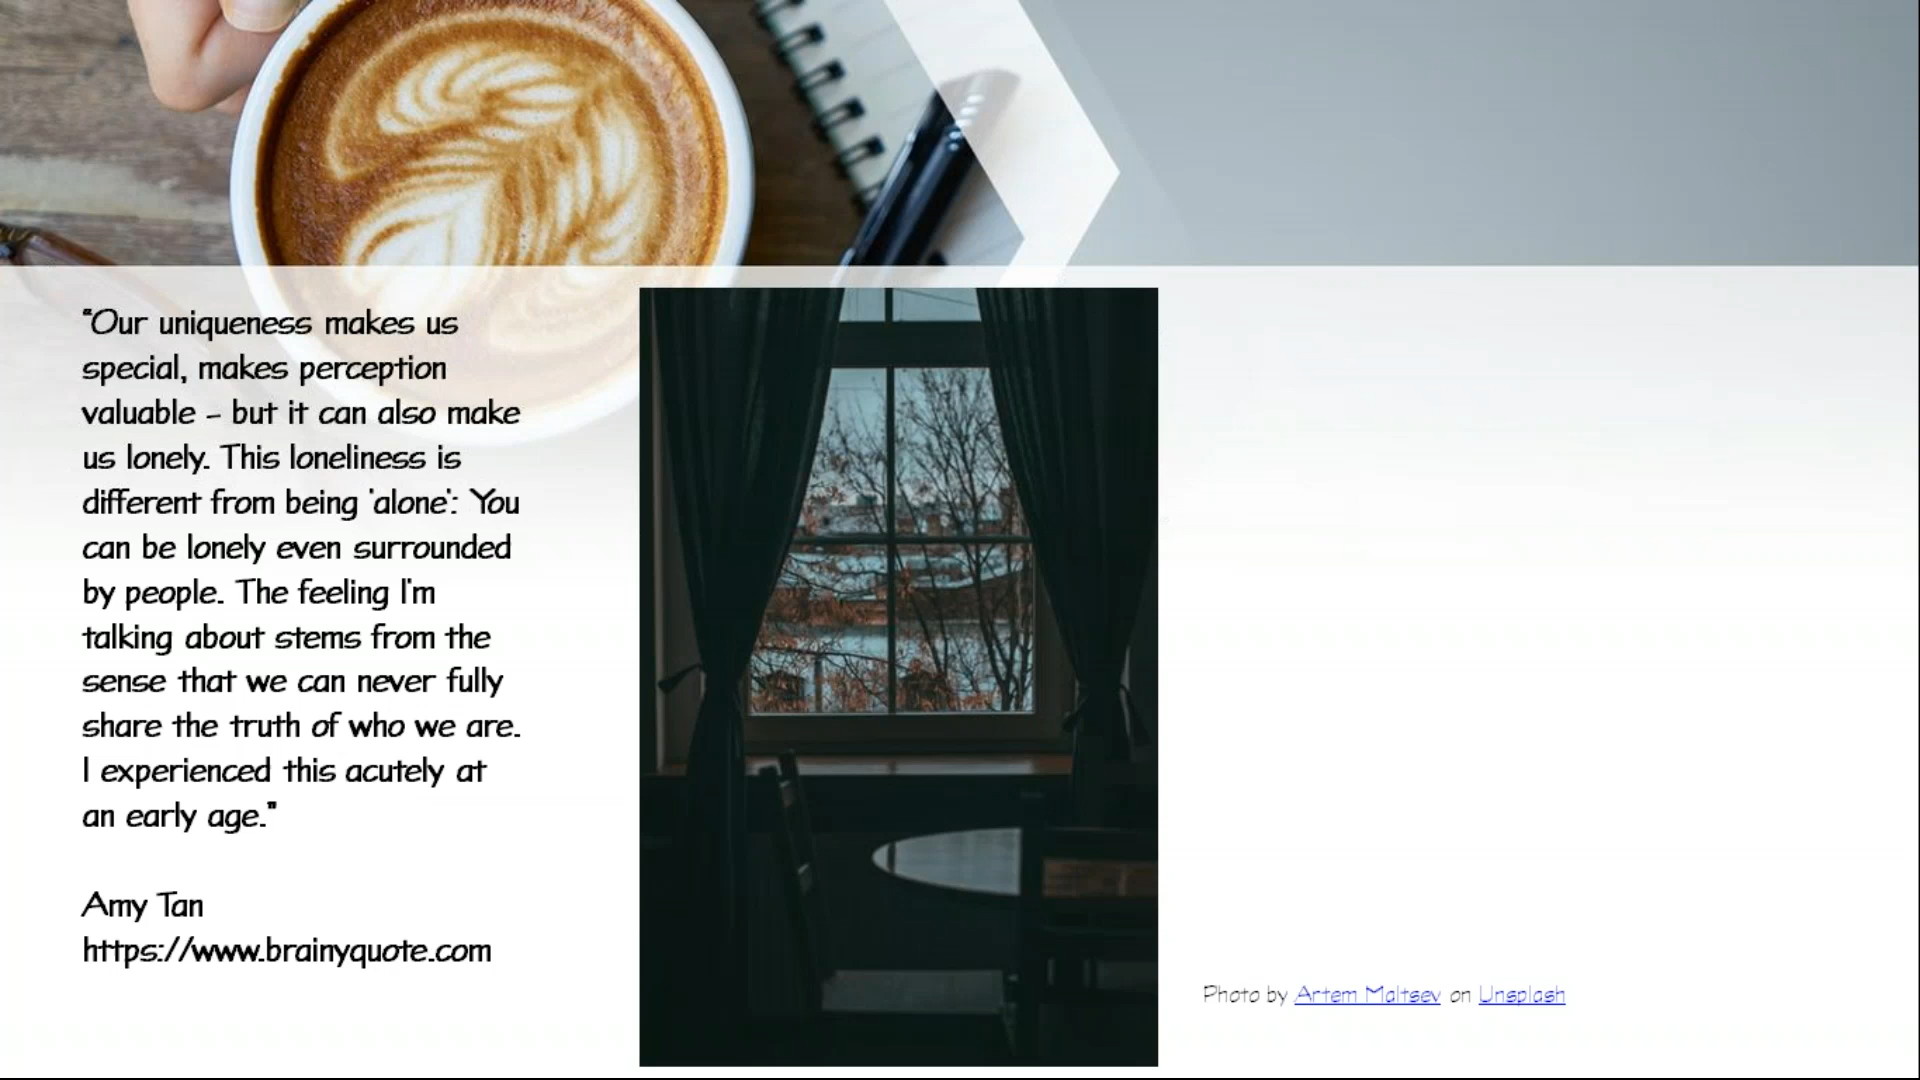 "Our uniqueness makes us
special, makes perception
valuable - but it can also make
us lonely. This loneliness is
different from being 'alone': You
can be lonely even surrounded
by people. The feeling I'm
talking about stems from the
sense that we can never fully
share the truth of who we are.
I experienced this acutely at
an early age."
Amy Tan
https://www.brainyquote.com
Photo by Artem Maltsev on Unsplash